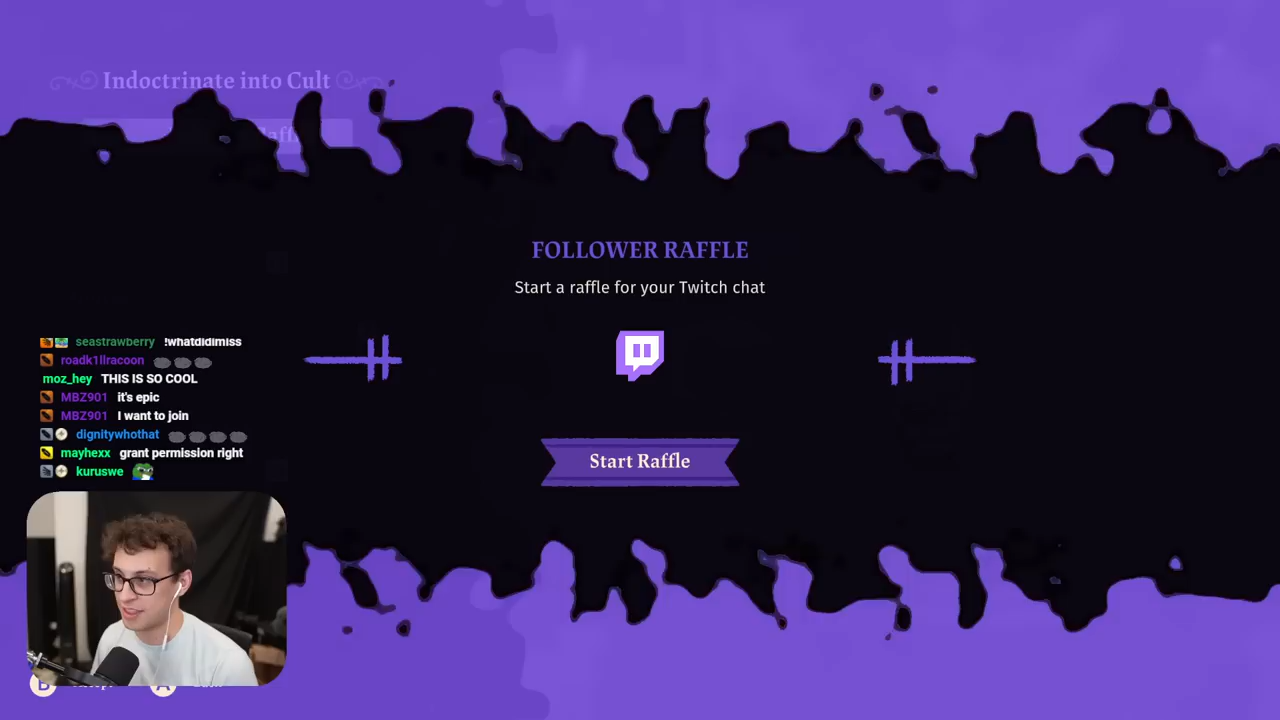 Indoctrinate into Cult
FOLLOWER RAFFLE
Start a raffle for your Twitch chat
seastrawberry !whatdidimiss
roadk1llracoon
moz_hey THIS IS SO COOL
MBZ901 it's epic
MBZ901 I want to join
dignitywhothat
mayhexx grant permission right
kuruswe
Start Raffle
B
A